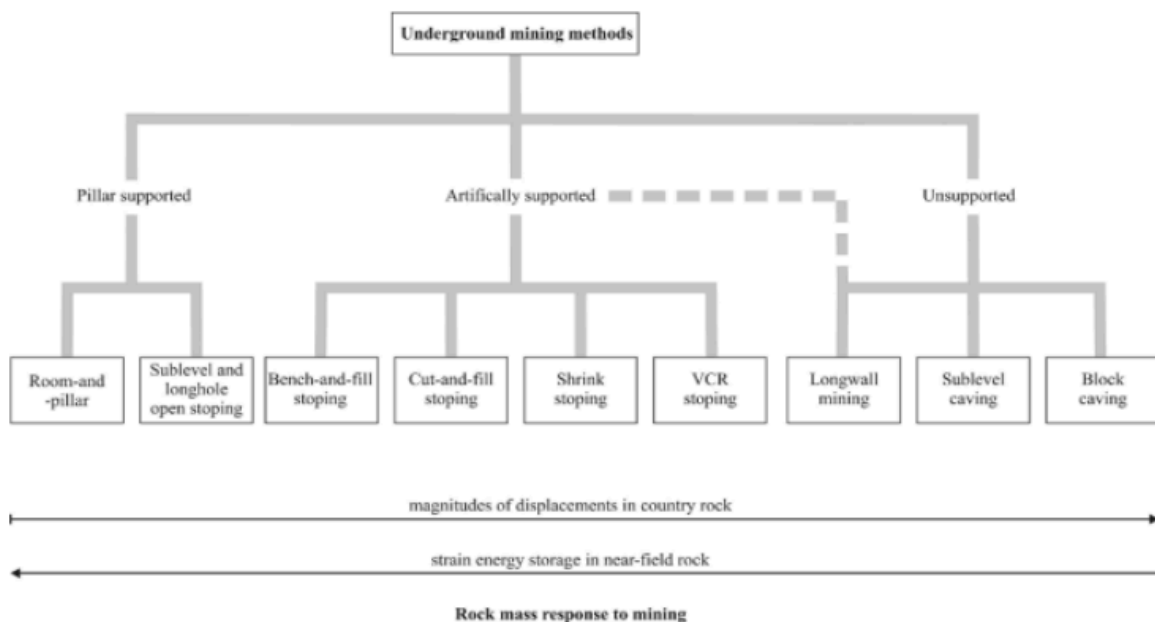 Underground mining methods
Pillar supported
Artifically supported
Unsupported
Room-and
-pillar
Sublevel and
longhole
open stoping
Bench-and-fill
stoping
Cut-and-fill
stoping
Shrink
stoping
VCR
stoping
Longwall
mining
Sublevel
caving
Block
caving
magnitudes of displacements in country rock
strain energy storage in near-field rock
Rock mass response to mining